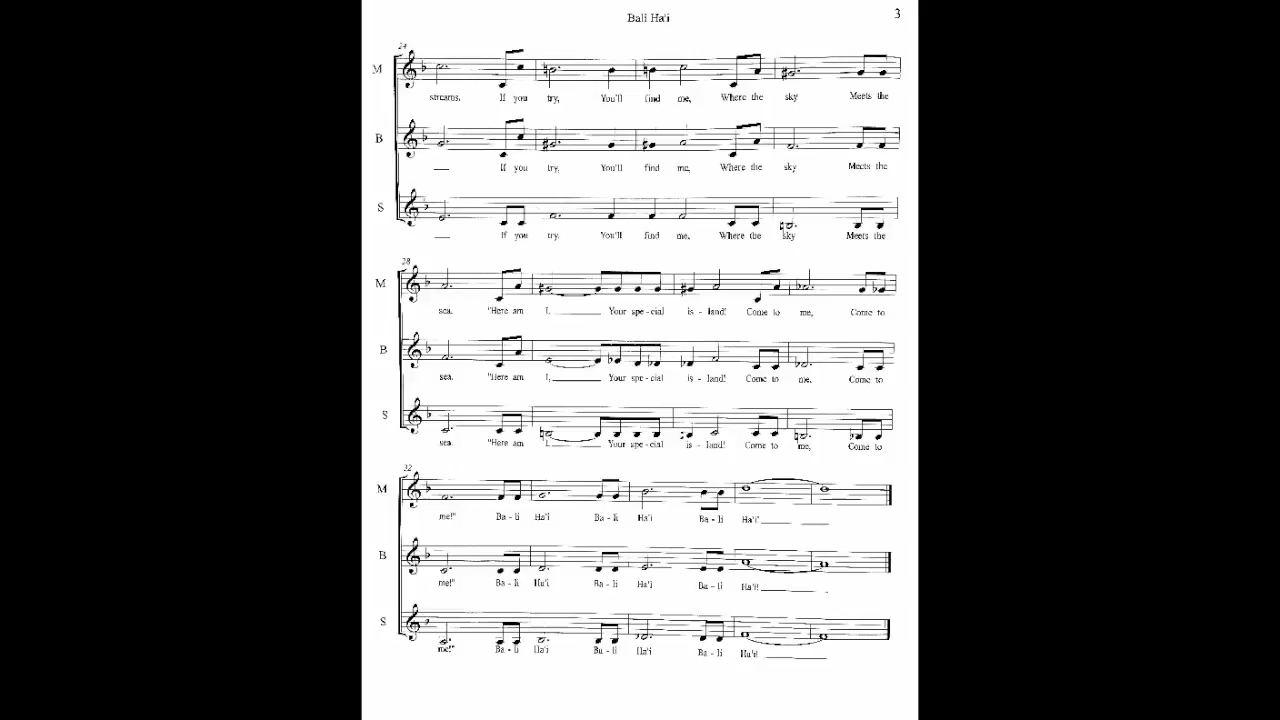 Bali Ha'i
3
24
M
streams, If you try, You'll find me, Where the sky Meets the
B
If you try, You'll find me, Where the sky Meets the
S
If you try. You'll find me, Where the sky Meets the
28
M
sea. "Here am I, Your spe - cial is - land! Come to me, Come to
B
sea. "Here am I, Your spe - cial is - land! Come to me, Come to
S
sea. "Here am I, Your spe - cial is - land! Come to me, Come to
32
M
me!" Ba - li Ha'i Ba - li Ha'i Ba - li Ha'i'
B
me!" Ba - li Ha'i Ba - li Ha'i Ba - li Ha'i!
S
me!" Ba - li Ha'i Ba - li Ha'i Ba - li Ha'i!